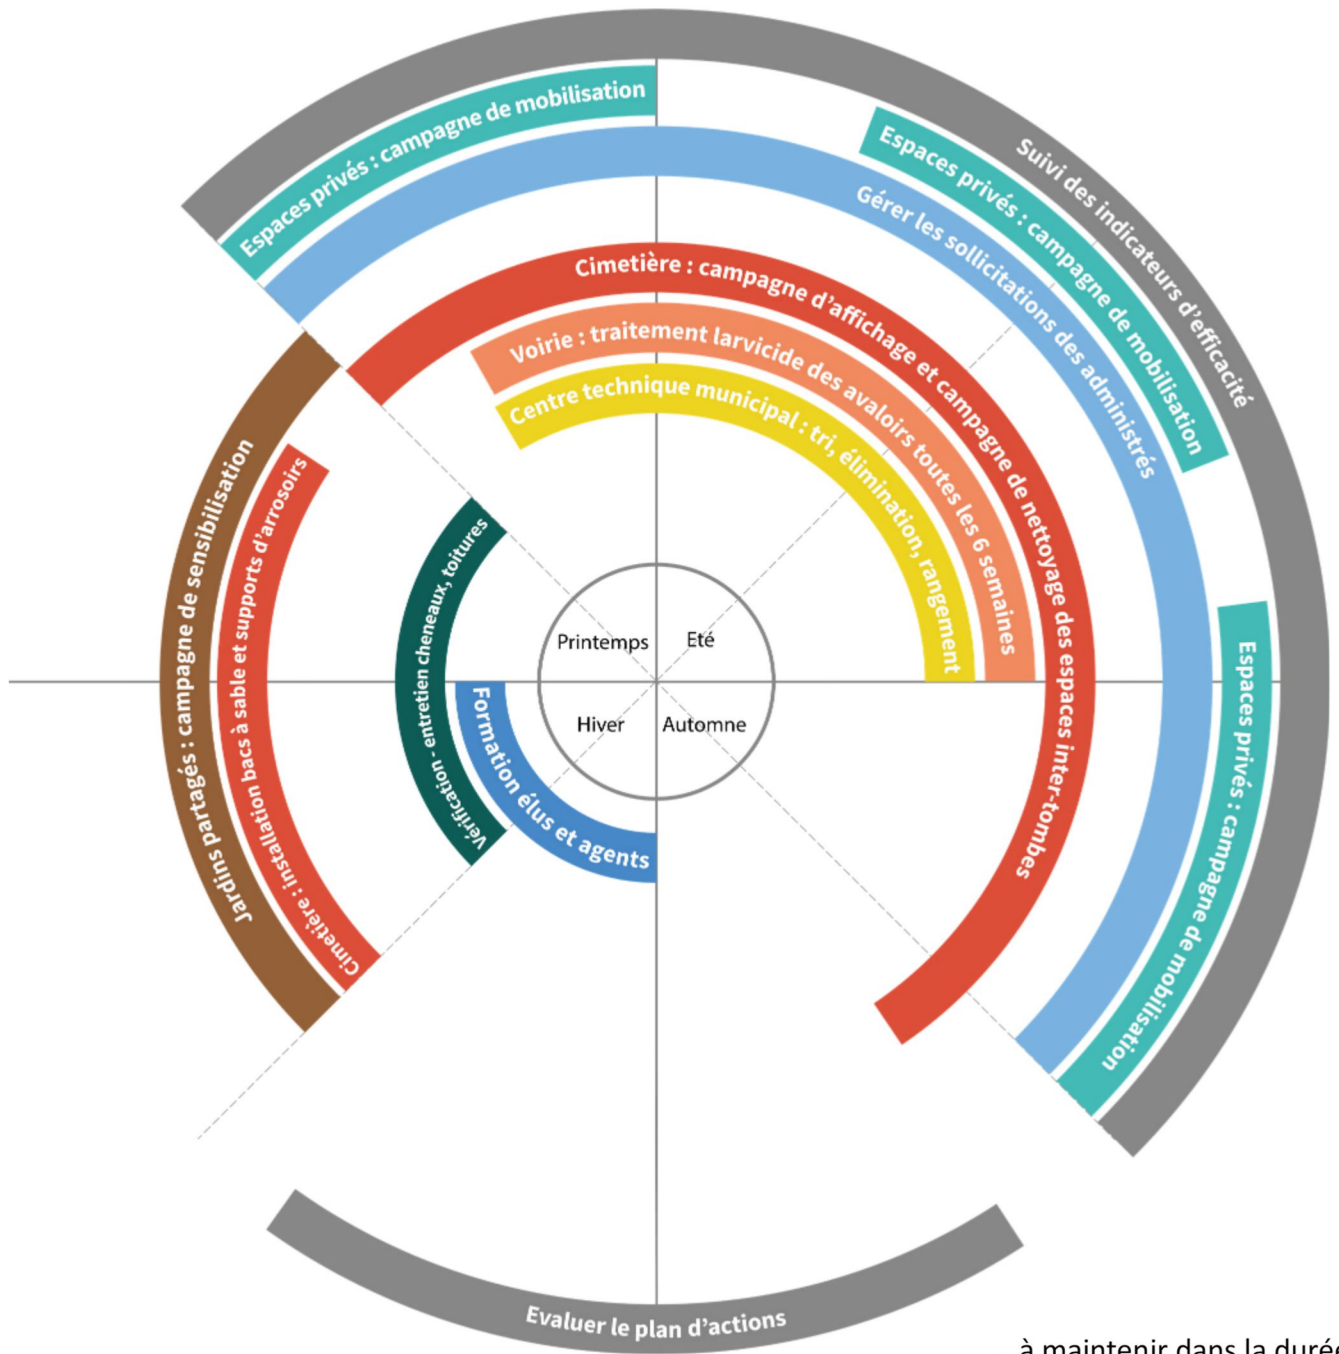 Suivi des indicateurs d'efficacité
Espaces privés : campagne de mobilisation
Espaces privés : campagne de mobilisation
Espaces privés : campagne de mobilisation
Gérer les sollicitations des administrés
Cimetière : campagne d'affichage et campagne de nettoyage des espaces inter-tombes
Voirie : traitement larvicide des avaloirs toutes les 6 semaines
Centre technique municipal : tri, élimination, rangement
Jardins partagés : campagne de sensibilisation
Cimetière : installation bacs à sable et supports d'arrosoirs
Vérification - entretien cheneaux, toitures
Formation élus et agents
Printemps
Eté
Hiver
Automne
Evaluer le plan d'actions
à maintenir dans la durée